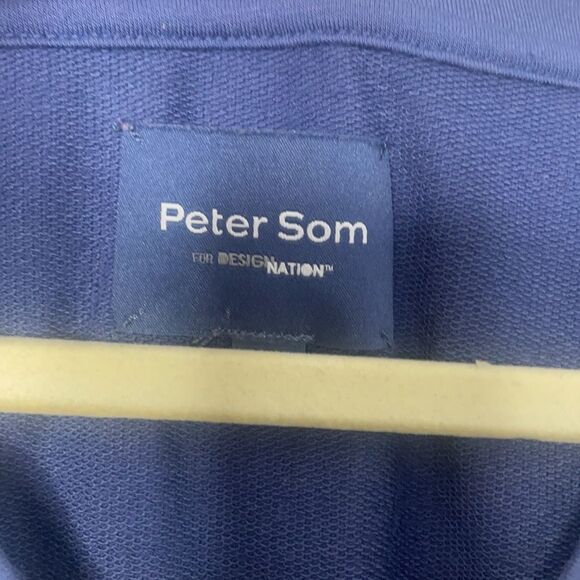 Peter Som
FOR DESIGNNATION™